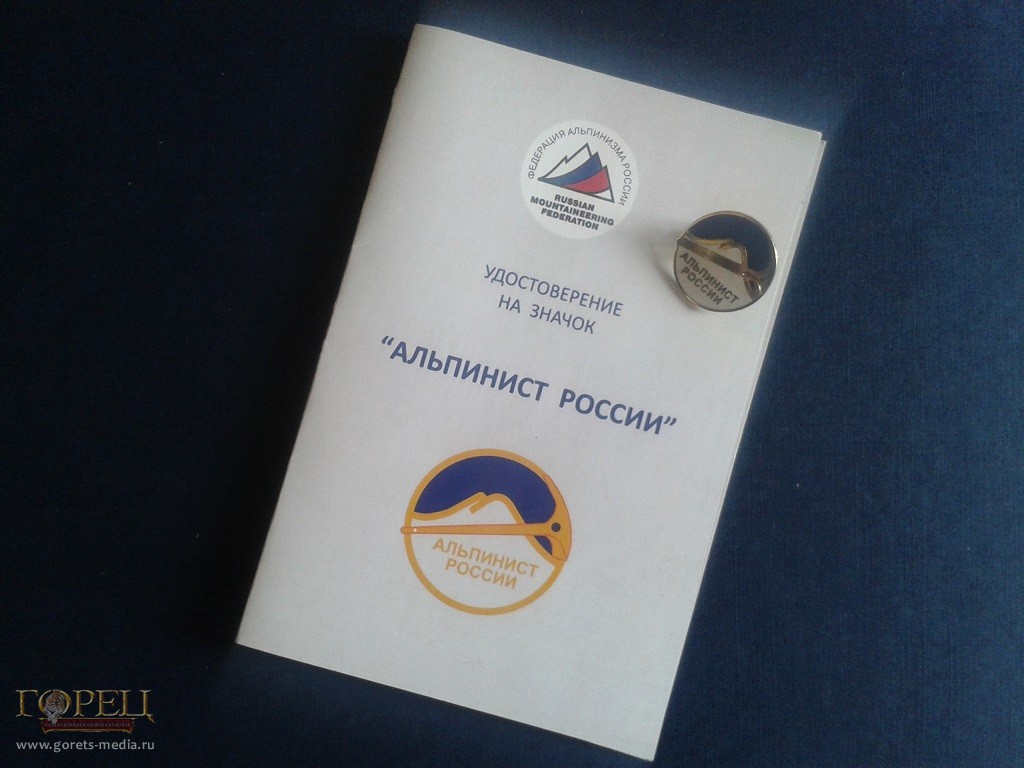 ФЕДЕРАЦИЯ АЛЬПИНИЗМА РОССИИ
RUSSIAN
MOUNTAINEERING
FEDERATION
УДОСТОВЕРЕНИЕ
НА ЗНАЧОК
“АЛЬПИНИСТ РОССИИ”
АЛЬПИНИСТ
РОССИИ
АЛЬПИНИСТ
РОССИИ
ГОРЕЦ
www.gorets-media.ru